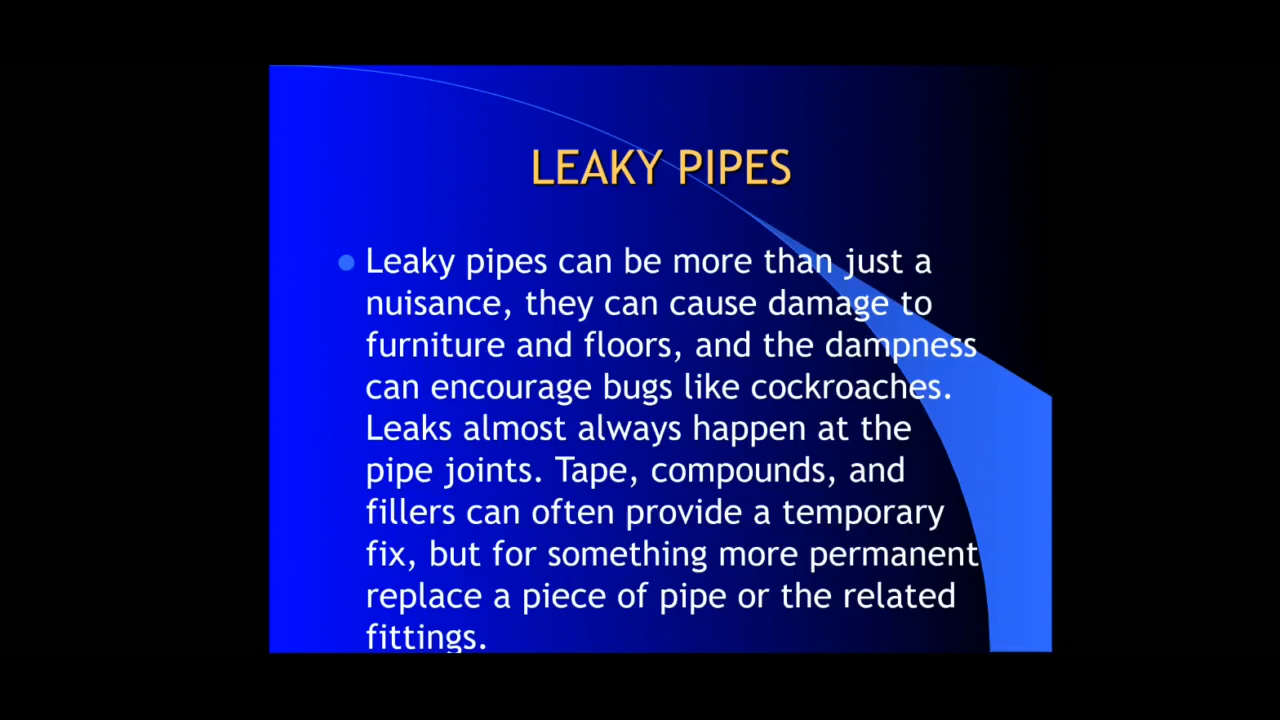 LEAKY PIPES
Leaky pipes can be more than just a
nuisance, they can cause damage to
furniture and floors, and the dampness
can encourage bugs like cockroaches.
Leaks almost always happen at the
pipe joints. Tape, compounds, and
fillers can often provide a temporary
fix, but for something more permanent
replace a piece of pipe or the related
fittings.